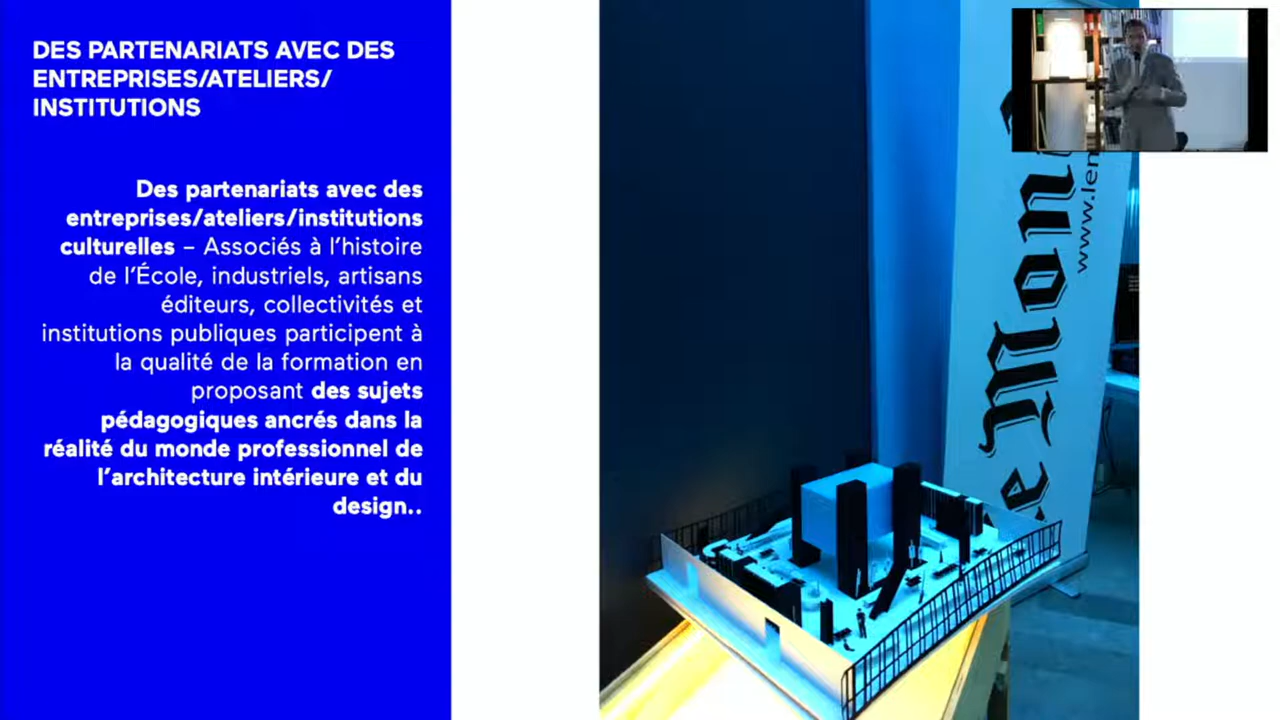 DES PARTENARIATS AVEC DES
ENTREPRISES/ATELIERS/
INSTITUTIONS
Des partenariats avec des
entreprises/ateliers/institutions
culturelles – Associés à l'histoire
de l'École, industriels, artisans
éditeurs, collectivités et
institutions publiques participent à
la qualité de la formation en
proposant des sujets
pédagogiques ancrés dans la
réalité du monde professionnel de
l'architecture intérieure et du
design..